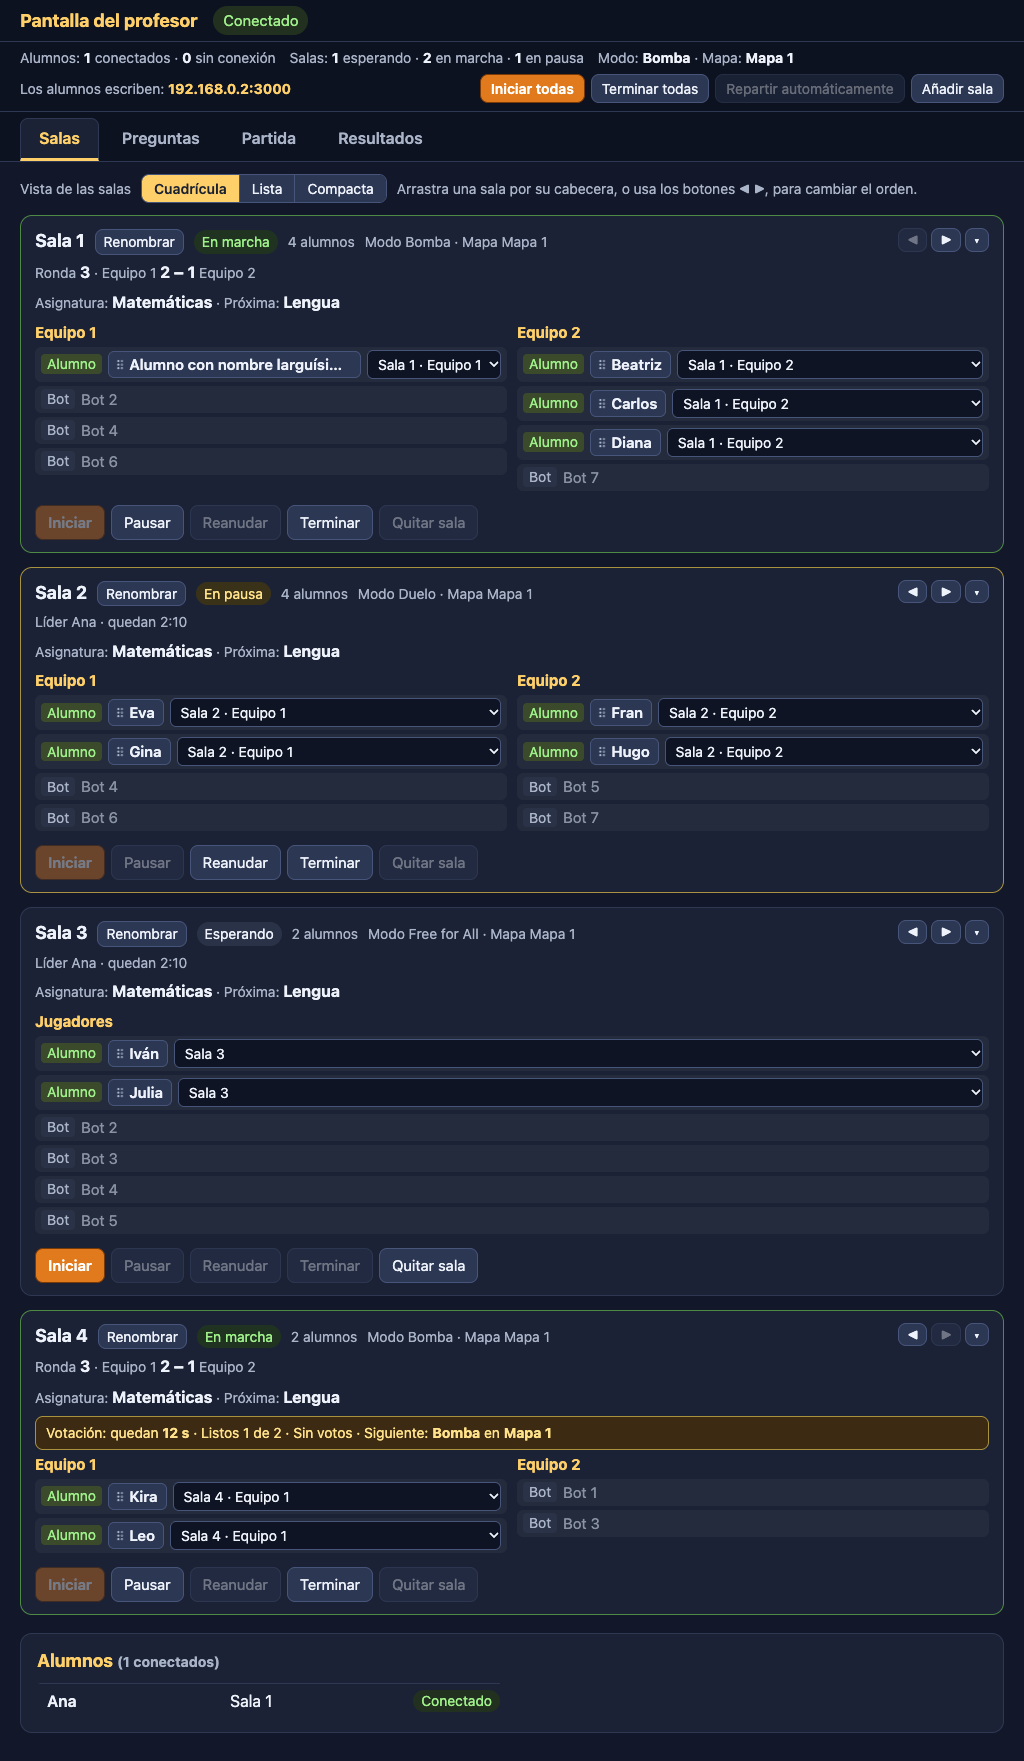 Pantalla del profesor Conectado
Alumnos: 1 conectados · 0 sin conexión Salas: 1 esperando · 2 en marcha · 1 en pausa Modo: Bomba · Mapa: Mapa 1
Los alumnos escriben: 192.168.0.2:3000 Iniciar todas Terminar todas Repartir automáticamente Añadir sala
Salas Preguntas Partida Resultados
Vista de las salas Cuadrícula Lista Compacta Arrastra una sala por su cabecera, o usa los botones ◀ ▶, para cambiar el orden.
Sala 1 Renombrar En marcha 4 alumnos Modo Bomba · Mapa Mapa 1
Ronda 3 · Equipo 1 2 – 1 Equipo 2
Asignatura: Matemáticas · Próxima: Lengua
Equipo 1
Alumno Alumno con nombre larguísi... Sala 1 · Equipo 1
Bot Bot 2
Bot Bot 4
Bot Bot 6
Equipo 2
Alumno Beatriz Sala 1 · Equipo 2
Alumno Carlos Sala 1 · Equipo 2
Alumno Diana Sala 1 · Equipo 2
Bot Bot 7
Iniciar Pausar Reanudar Terminar Quitar sala
Sala 2 Renombrar En pausa 4 alumnos Modo Duelo · Mapa Mapa 1
Líder Ana · quedan 2:10
Asignatura: Matemáticas · Próxima: Lengua
Equipo 1
Alumno Eva Sala 2 · Equipo 1
Alumno Gina Sala 2 · Equipo 1
Bot Bot 4
Bot Bot 6
Equipo 2
Alumno Fran Sala 2 · Equipo 2
Alumno Hugo Sala 2 · Equipo 2
Bot Bot 5
Bot Bot 7
Iniciar Pausar Reanudar Terminar Quitar sala
Sala 3 Renombrar Esperando 2 alumnos Modo Free for All · Mapa Mapa 1
Líder Ana · quedan 2:10
Asignatura: Matemáticas · Próxima: Lengua
Jugadores
Alumno Iván Sala 3
Alumno Julia Sala 3
Bot Bot 2
Bot Bot 3
Bot Bot 4
Bot Bot 5
Iniciar Pausar Reanudar Terminar Quitar sala
Sala 4 Renombrar En marcha 2 alumnos Modo Bomba · Mapa Mapa 1
Ronda 3 · Equipo 1 2 – 1 Equipo 2
Asignatura: Matemáticas · Próxima: Lengua
Votación: quedan 12 s · Listos 1 de 2 · Sin votos · Siguiente: Bomba en Mapa 1
Equipo 1
Alumno Kira Sala 4 · Equipo 1
Alumno Leo Sala 4 · Equipo 1
Equipo 2
Bot Bot 1
Bot Bot 3
Iniciar Pausar Reanudar Terminar Quitar sala
Alumnos (1 conectados)
Ana Sala 1 Conectado